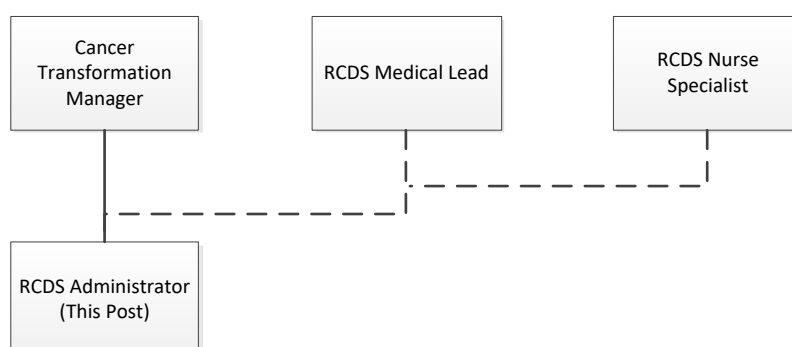 Cancer
Transformation
Manager
RCDS Medical Lead
RCDS Nurse
Specialist
RCDS Administrator
(This Post)